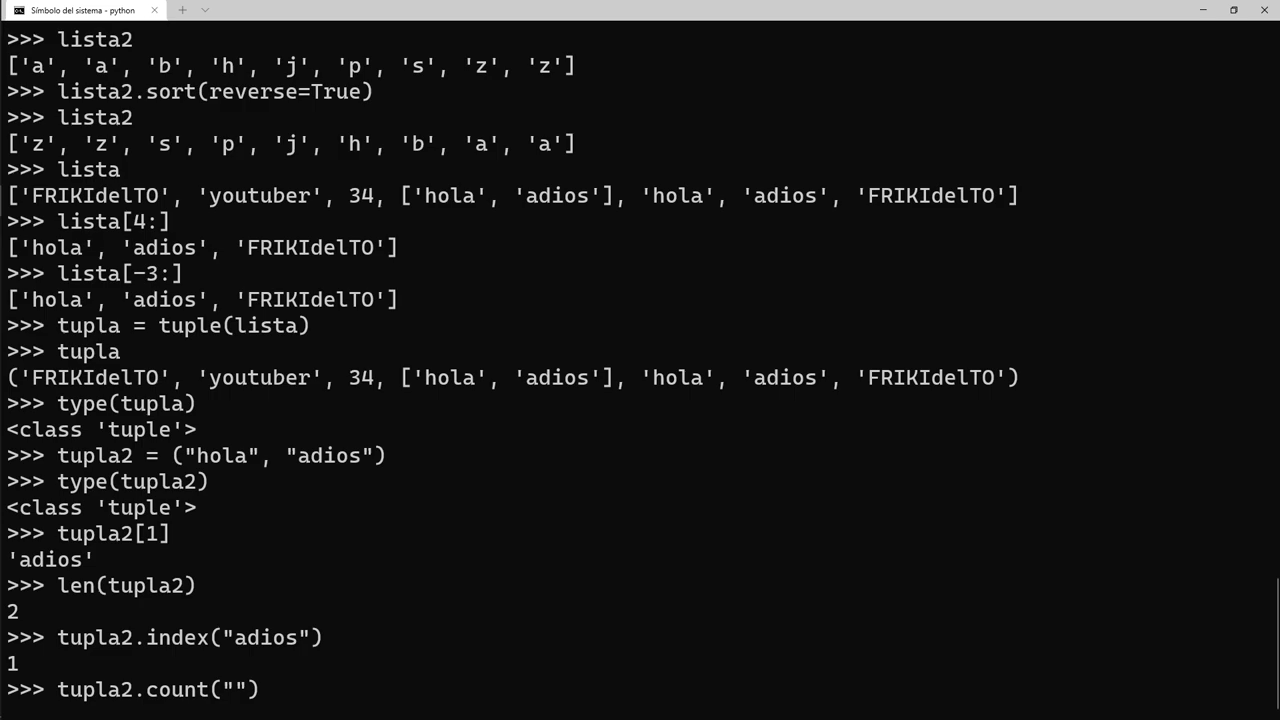 Símbolo del sistema - python
>>> lista2
['a', 'a', 'b', 'h', 'j', 'p', 's', 'z', 'z']
>>> lista2.sort(reverse=True)
>>> lista2
['z', 'z', 's', 'p', 'j', 'h', 'b', 'a', 'a']
>>> lista
['FRIKIdelTO', 'youtuber', 34, ['hola', 'adios'], 'hola', 'adios', 'FRIKIdelTO']
>>> lista[4:]
['hola', 'adios', 'FRIKIdelTO']
>>> lista[-3:]
['hola', 'adios', 'FRIKIdelTO']
>>> tupla = tuple(lista)
>>> tupla
('FRIKIdelTO', 'youtuber', 34, ['hola', 'adios'], 'hola', 'adios', 'FRIKIdelTO')
>>> type(tupla)
<class 'tuple'>
>>> tupla2 = ("hola", "adios")
>>> type(tupla2)
<class 'tuple'>
>>> tupla2[1]
'adios'
>>> len(tupla2)
2
>>> tupla2.index("adios")
1
>>> tupla2.count("")